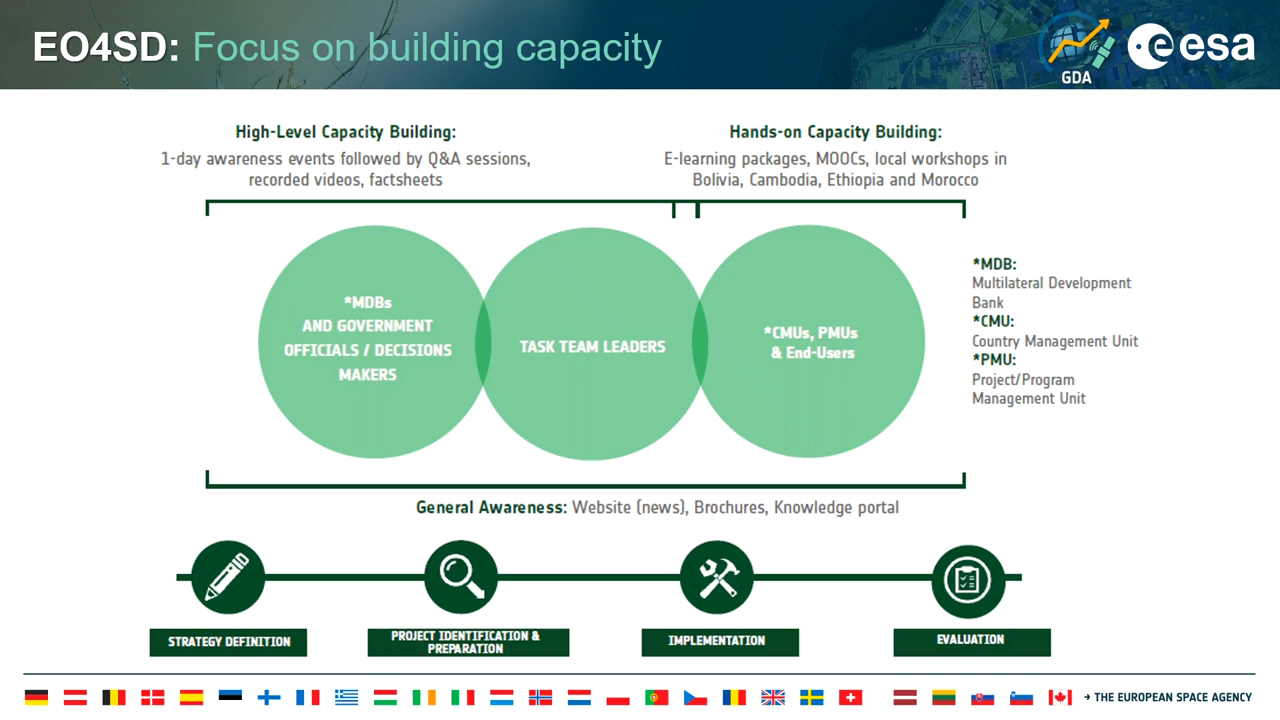 EO4SD: Focus on building capacity
GDA
esa
High-Level Capacity Building:
1-day awareness events followed by Q&A sessions,
recorded videos, factsheets
Hands-on Capacity Building:
E-learning packages, MOOCs, local workshops in
Bolivia, Cambodia, Ethiopia and Morocco
*MDBs
AND GOVERNMENT
OFFICIALS / DECISIONS
MAKERS
TASK TEAM LEADERS
*CMUs, PMUs
& End-Users
*MDB:
Multilateral Development
Bank
*CMU:
Country Management Unit
*PMU:
Project/Program
Management Unit
General Awareness: Website (news), Brochures, Knowledge portal
STRATEGY DEFINITION
PROJECT IDENTIFICATION &
PREPARATION
IMPLEMENTATION
EVALUATION
→ THE EUROPEAN SPACE AGENCY